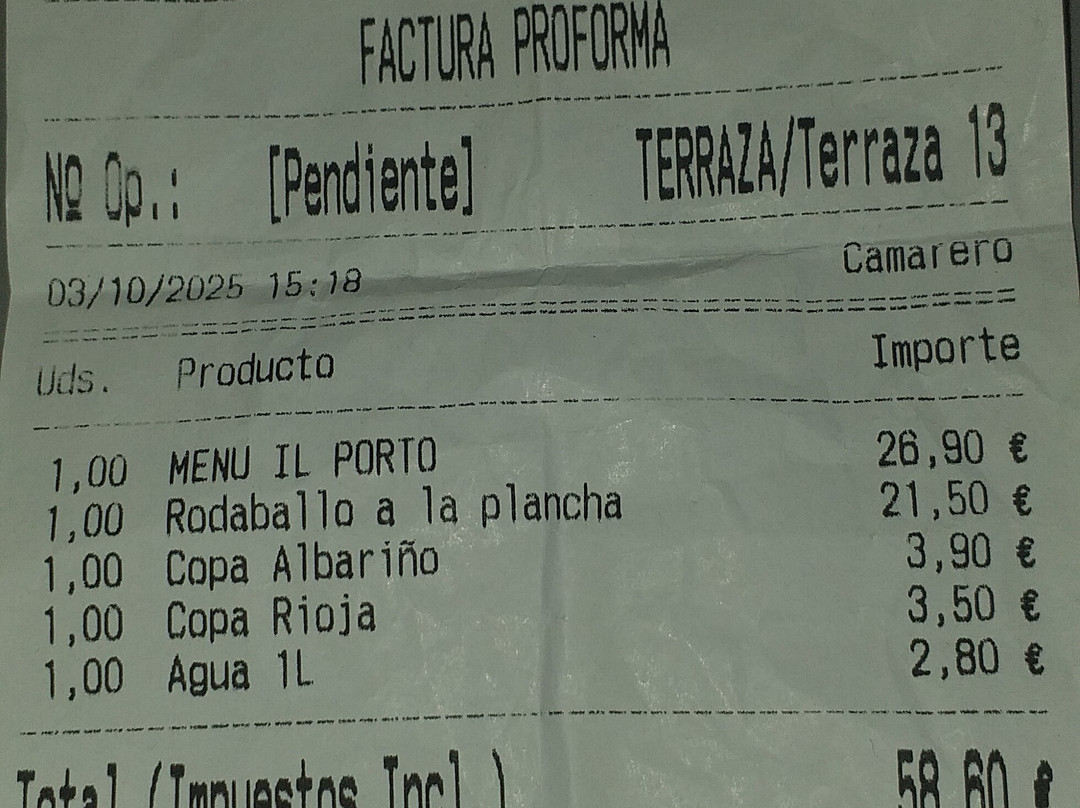 FACTURA PROFORMA
Nº Op.: [Pendiente] TERRAZA/Terraza 13
03/10/2025 15:18 Camarero
Uds. Producto Importe
1,00 MENU IL PORTO 26,90 €
1,00 Rodaballo a la plancha 21,50 €
1,00 Copa Albariño 3,90 €
1,00 Copa Rioja 3,50 €
1,00 Agua 1L 2,80 €
Total (Impuestos Incl.) 58,60 €